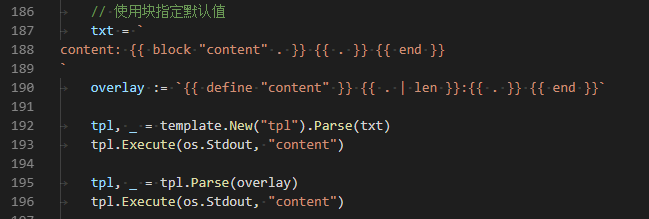 186 // 使用块指定默认值
187 txt = `
188 content: {{ block "content" . }} {{ . }} {{ end }}
189 `
190 overlay := `{{ define "content" }} {{ . | len }}:{{ . }} {{ end }}`
191
192 tpl, _ = template.New("tpl").Parse(txt)
193 tpl.Execute(os.Stdout, "content")
194
195 tpl, _ = tpl.Parse(overlay)
196 tpl.Execute(os.Stdout, "content")